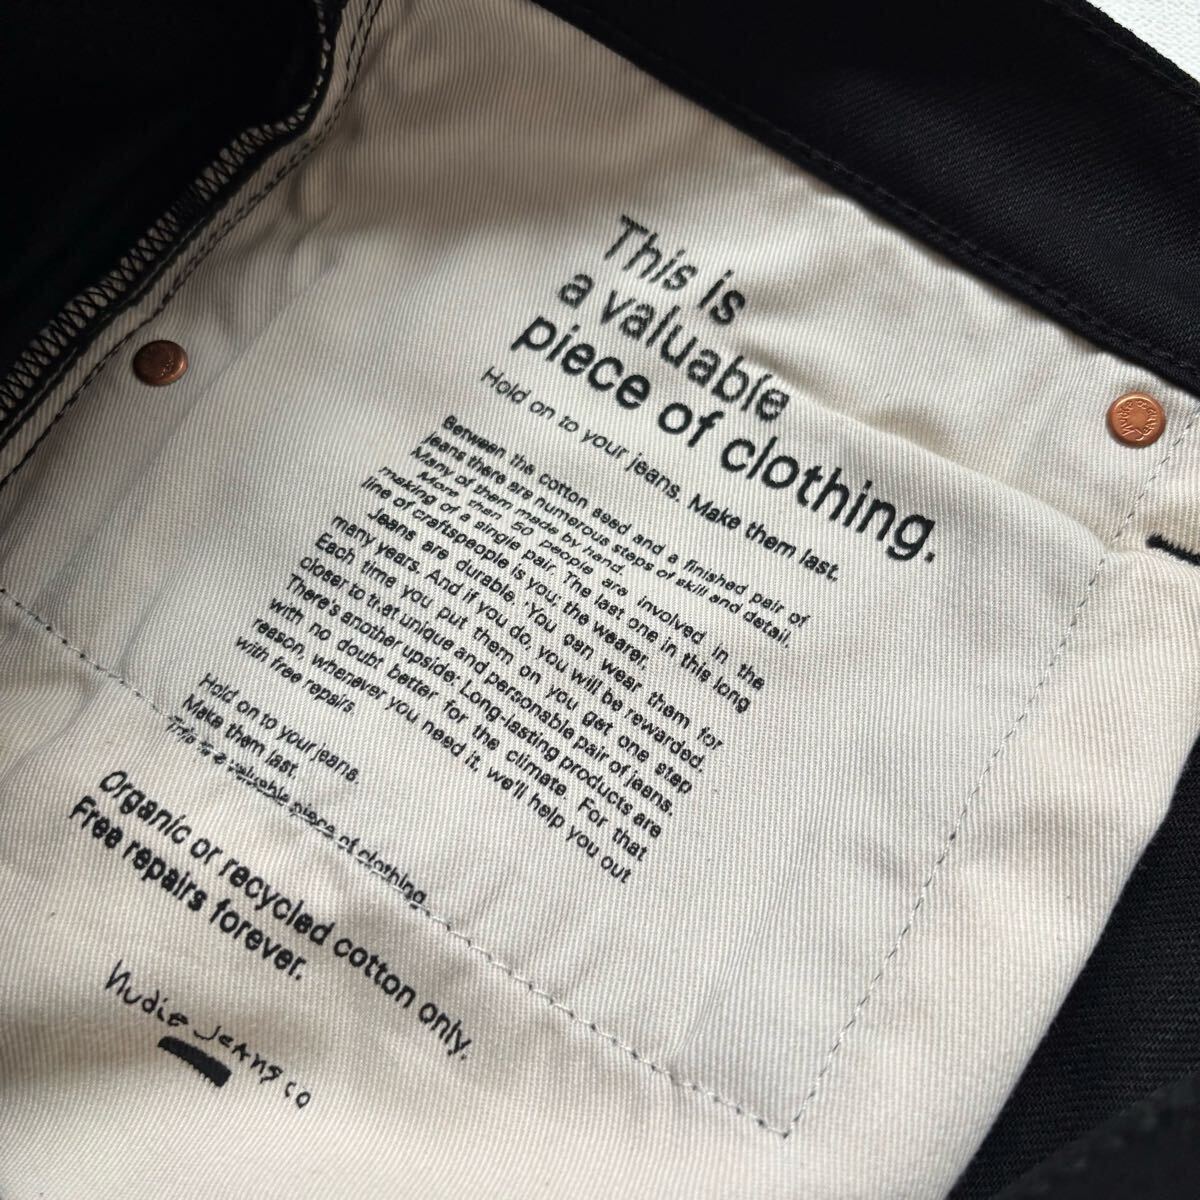 This is
a valuable
piece of clothing.
Hold on to your jeans. Make them last.
Between the cotton seed and a finished pair of
jeans there are numerous steps of skill and detail.
Many of them made by hand.
More than 50 people are involved in the
making of a single pair. The last one in this long
line of craftspeople is you; the wearer.
Jeans are durable. You can wear them for
many years. And if you do, you will be rewarded.
Each time you put them on you get one step
closer to that unique and personable pair of jeans.
There's another upside: Long-lasting products are
with no doubt better for the climate. For that
reason, whenever you need it, we'll help you out
with free repairs.
Hold on to your jeans.
Make them last.
This is a valuable piece of clothing
Organic or recycled cotton only.
Free repairs forever.
Nudie Jeans co